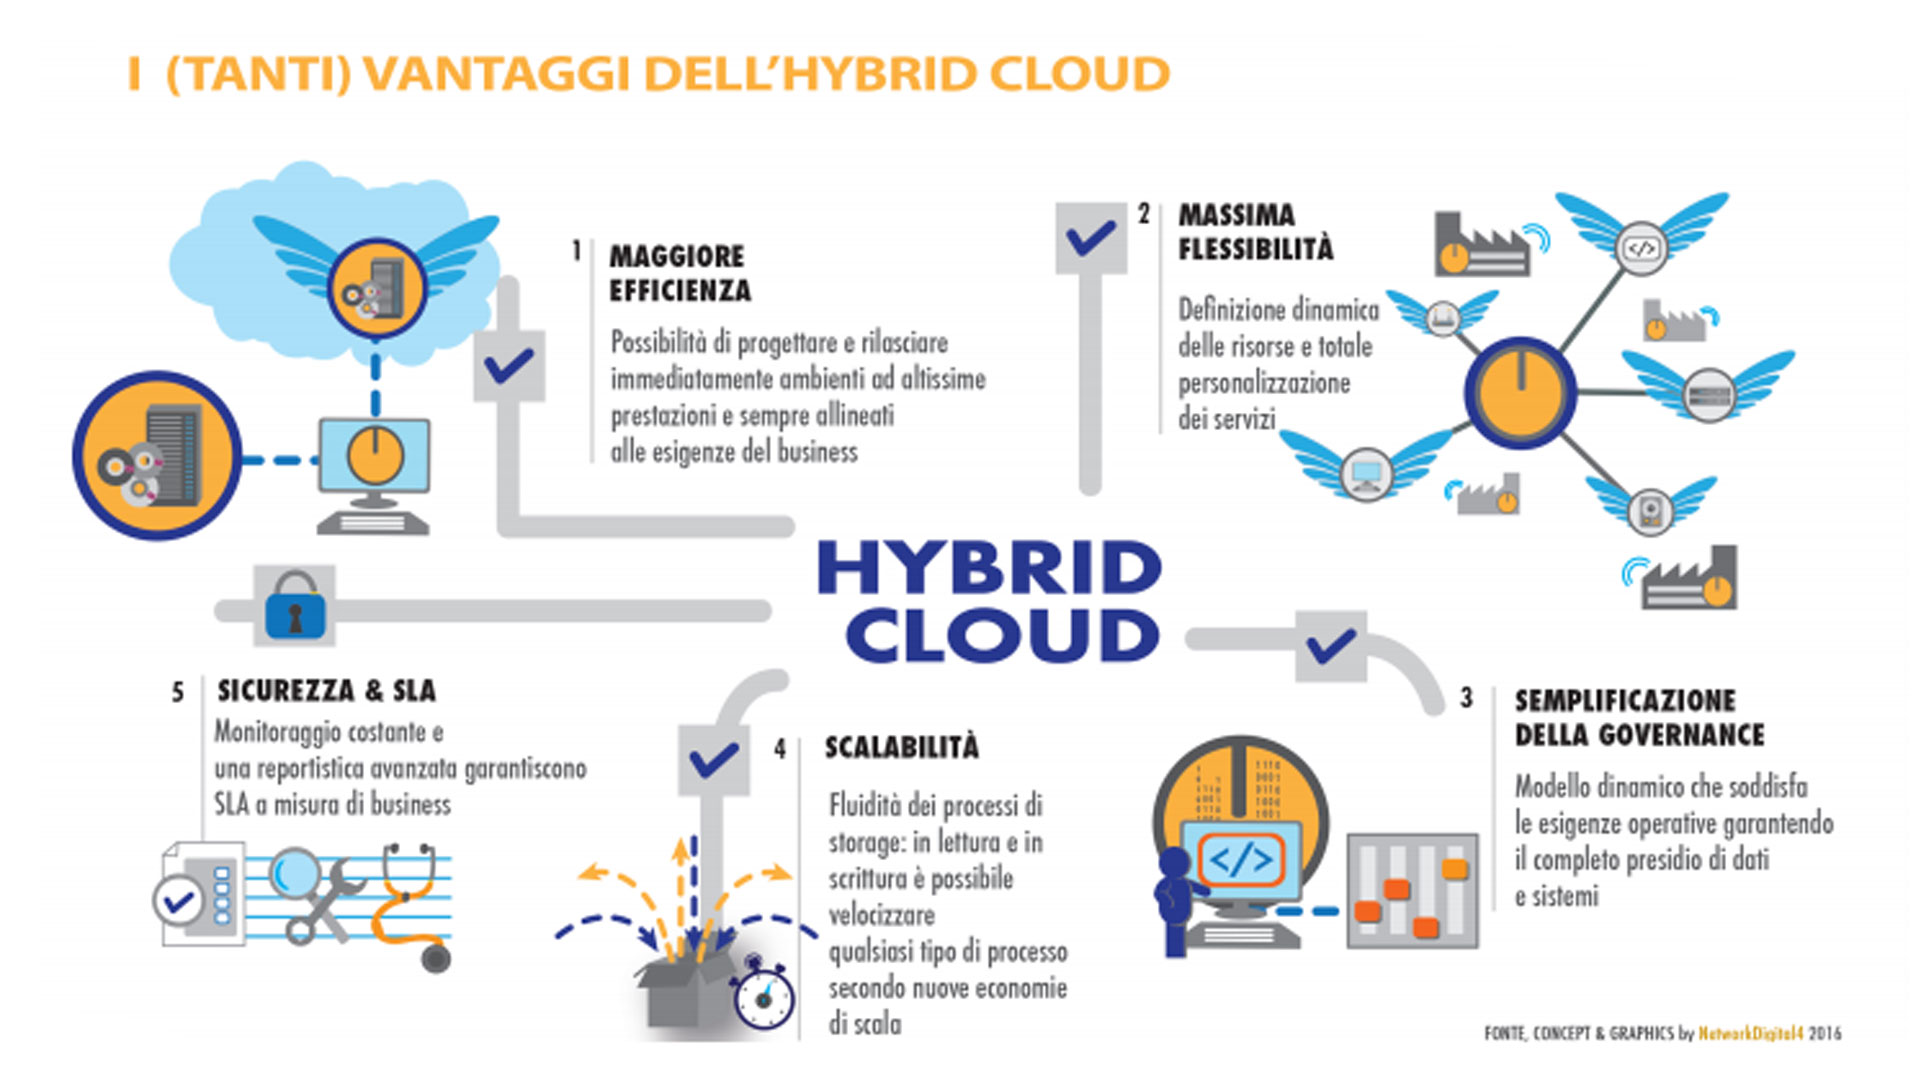 I (TANTI) VANTAGGI DELL'HYBRID CLOUD
1
MAGGIORE
EFFICIENZA
Possibilità di progettare e rilasciare
immediatamente ambienti ad altissime
prestazioni e sempre allineati
alle esigenze del business
2
MASSIMA
FLESSIBILITÀ
Definizione dinamica
delle risorse e totale
personalizzazione
dei servizi
</>
HYBRID
CLOUD
3
SEMPLIFICAZIONE
DELLA GOVERNANCE
Modello dinamico che soddisfa
le esigenze operative garantendo
il completo presidio di dati
e sistemi
</>
4
SCALABILITÀ
Fluidità dei processi di
storage: in lettura e in
scrittura è possibile
velocizzare
qualsiasi tipo di processo
secondo nuove economie
di scala
5
SICUREZZA & SLA
Monitoraggio costante e
una reportistica avanzata garantiscono
SLA a misura di business
FONTE, CONCEPT & GRAPHICS by NetworkDigital4 2016